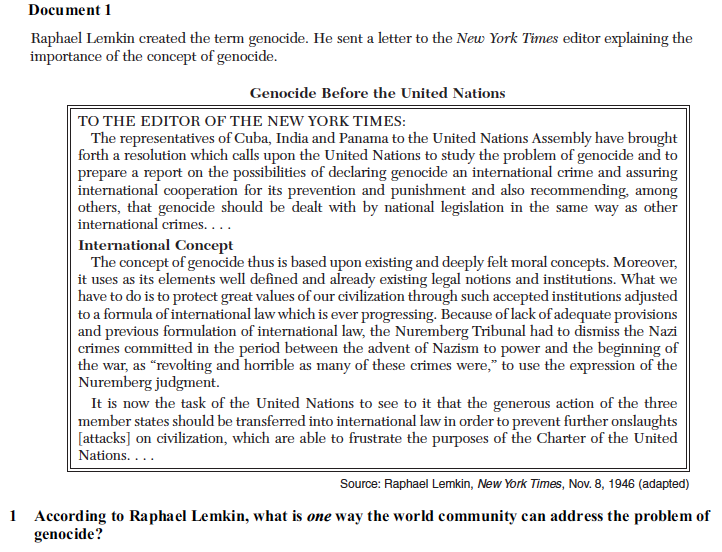 Document 1
Raphael Lemkin created the term genocide. He sent a letter to the New York Times editor explaining the
importance of the concept of genocide.
Genocide Before the United Nations
TO THE EDITOR OF THE NEW YORK TIMES:
The representatives of Cuba, India and Panama to the United Nations Assembly have brought
forth a resolution which calls upon the United Nations to study the problem of genocide and to
prepare a report on the possibilities of declaring genocide an international crime and assuring
international cooperation for its prevention and punishment and also recommending, among
others, that genocide should be dealt with by national legislation in the same way as other
international crimes. . . .
International Concept
The concept of genocide thus is based upon existing and deeply felt moral concepts. Moreover,
it uses as its elements well defined and already existing legal notions and institutions. What we
have to do is to protect great values of our civilization through such accepted institutions adjusted
to a formula of international law which is ever progressing. Because of lack of adequate provisions
and previous formulation of international law, the Nuremberg Tribunal had to dismiss the Nazi
crimes committed in the period between the advent of Nazism to power and the beginning of
the war, as “revolting and horrible as many of these crimes were,” to use the expression of the
Nuremberg judgment.
It is now the task of the United Nations to see to it that the generous action of the three
member states should be transferred into international law in order to prevent further onslaughts
[attacks] on civilization, which are able to frustrate the purposes of the Charter of the United
Nations. . . .
Source: Raphael Lemkin, New York Times, Nov. 8, 1946 (adapted)
1 According to Raphael Lemkin, what is one way the world community can address the problem of
genocide?